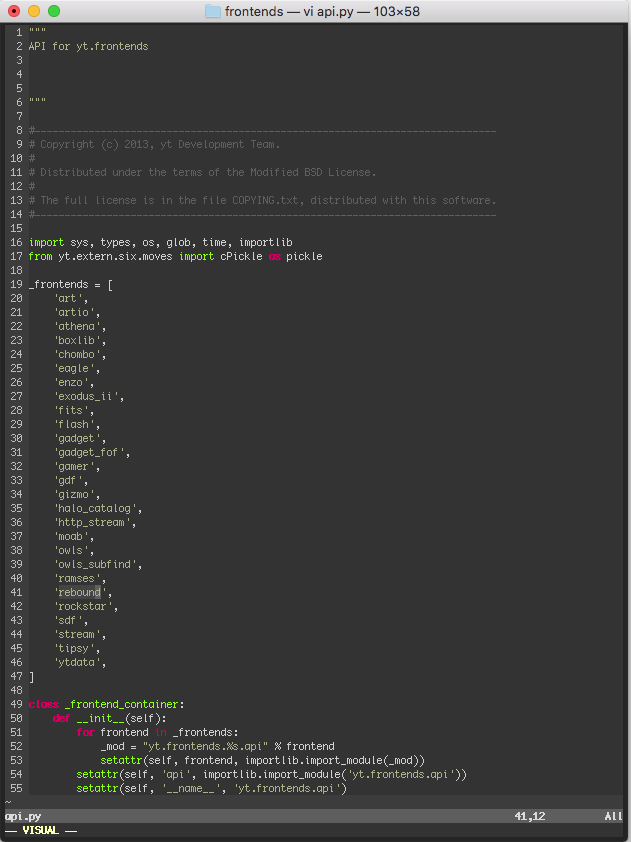 frontends — vi api.py — 103×58
1 """
2 API for yt.frontends
3
4
5
6 """
7
8 #-----------------------------------------------------------------------------
9 # Copyright (c) 2013, yt Development Team.
10 #
11 # Distributed under the terms of the Modified BSD License.
12 #
13 # The full license is in the file COPYING.txt, distributed with this software.
14 #-----------------------------------------------------------------------------
15
16 import sys, types, os, glob, time, importlib
17 from yt.extern.six.moves import cPickle as pickle
18
19 _frontends = [
20     'art',
21     'artio',
22     'athena',
23     'boxlib',
24     'chombo',
25     'eagle',
26     'enzo',
27     'exodus_ii',
28     'fits',
29     'flash',
30     'gadget',
31     'gadget_fof',
32     'gamer',
33     'gdf',
34     'gizmo',
35     'halo_catalog',
36     'http_stream',
37     'moab',
38     'owls',
39     'owls_subfind',
40     'ramses',
41     'rebound',
42     'rockstar',
43     'sdf',
44     'stream',
45     'tipsy',
46     'ytdata',
47 ]
48
49 class _frontend_container:
50     def __init__(self):
51         for frontend in _frontends:
52             _mod = "yt.frontends.%s.api" % frontend
53             setattr(self, frontend, importlib.import_module(_mod))
54         setattr(self, 'api', importlib.import_module('yt.frontends.api'))
55         setattr(self, '__name__', 'yt.frontends.api')
~
api.py 41,12 All
-- VISUAL --